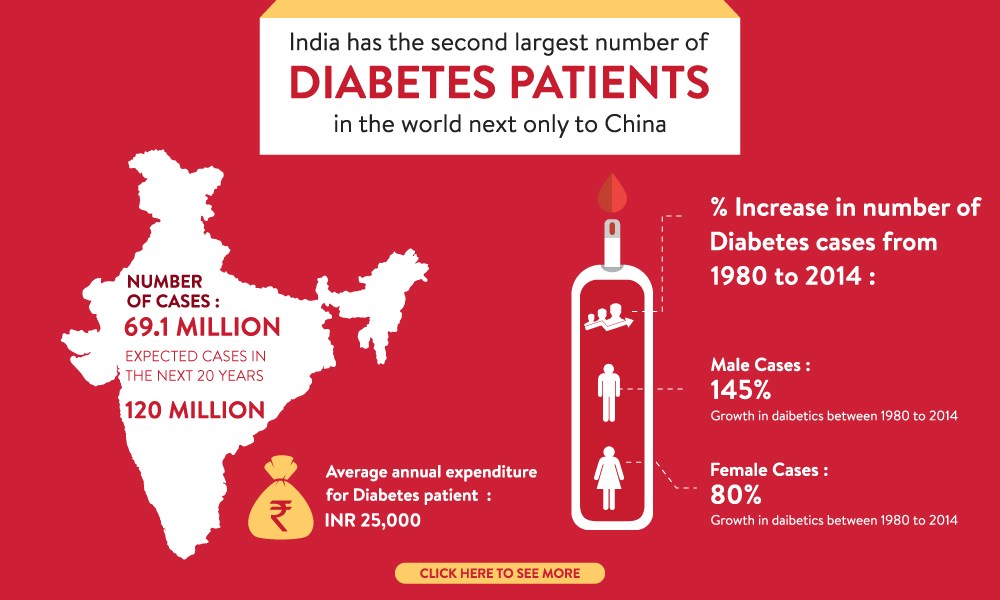 India has the second largest number of
DIABETES PATIENTS
in the world next only to China
NUMBER
OF CASES :
69.1 MILLION
EXPECTED CASES IN
THE NEXT 20 YEARS
120 MILLION
₹
Average annual expenditure
for Diabetes patient :
INR 25,000
% Increase in number of
Diabetes cases from
1980 to 2014 :
Male Cases :
145%
Growth in daibetics between 1980 to 2014
Female Cases :
80%
Growth in daibetics between 1980 to 2014
CLICK HERE TO SEE MORE